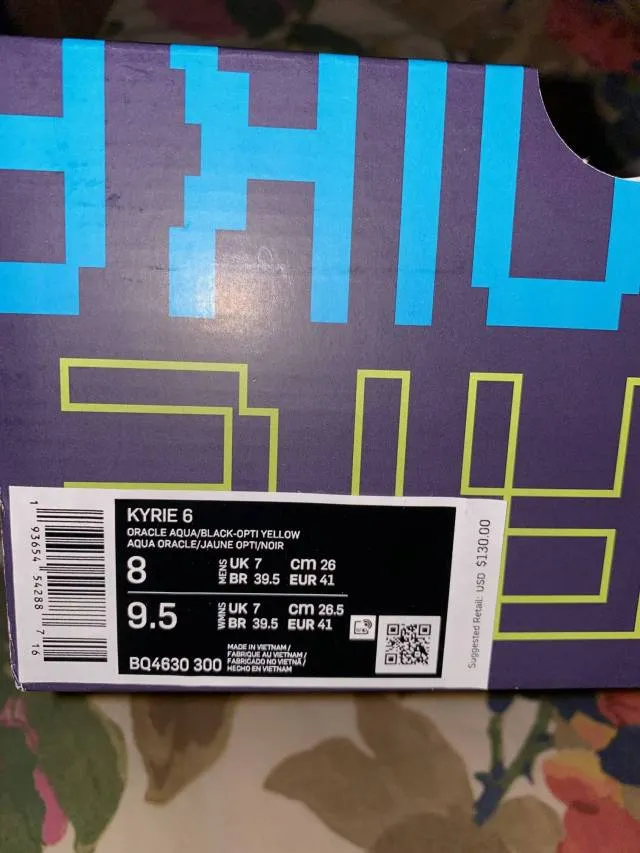 KYRIE 6
ORACLE AQUA/BLACK-OPTI YELLOW
AQUA ORACLE/JAUNE OPTI/NOIR
8 MENS UK 7 cm 26
BR 39.5 EUR 41
9.5 WMNS UK 7 cm 26.5
BR 39.5 EUR 41
BQ4630 300
MADE IN VIETNAM/
FABRIQUE AU VIETNAM/
FABRICADO NO VIETNÃ/
HECHO EN VIETNAM
1 93654 54288 7 16
Suggested Retail: USD $130.00